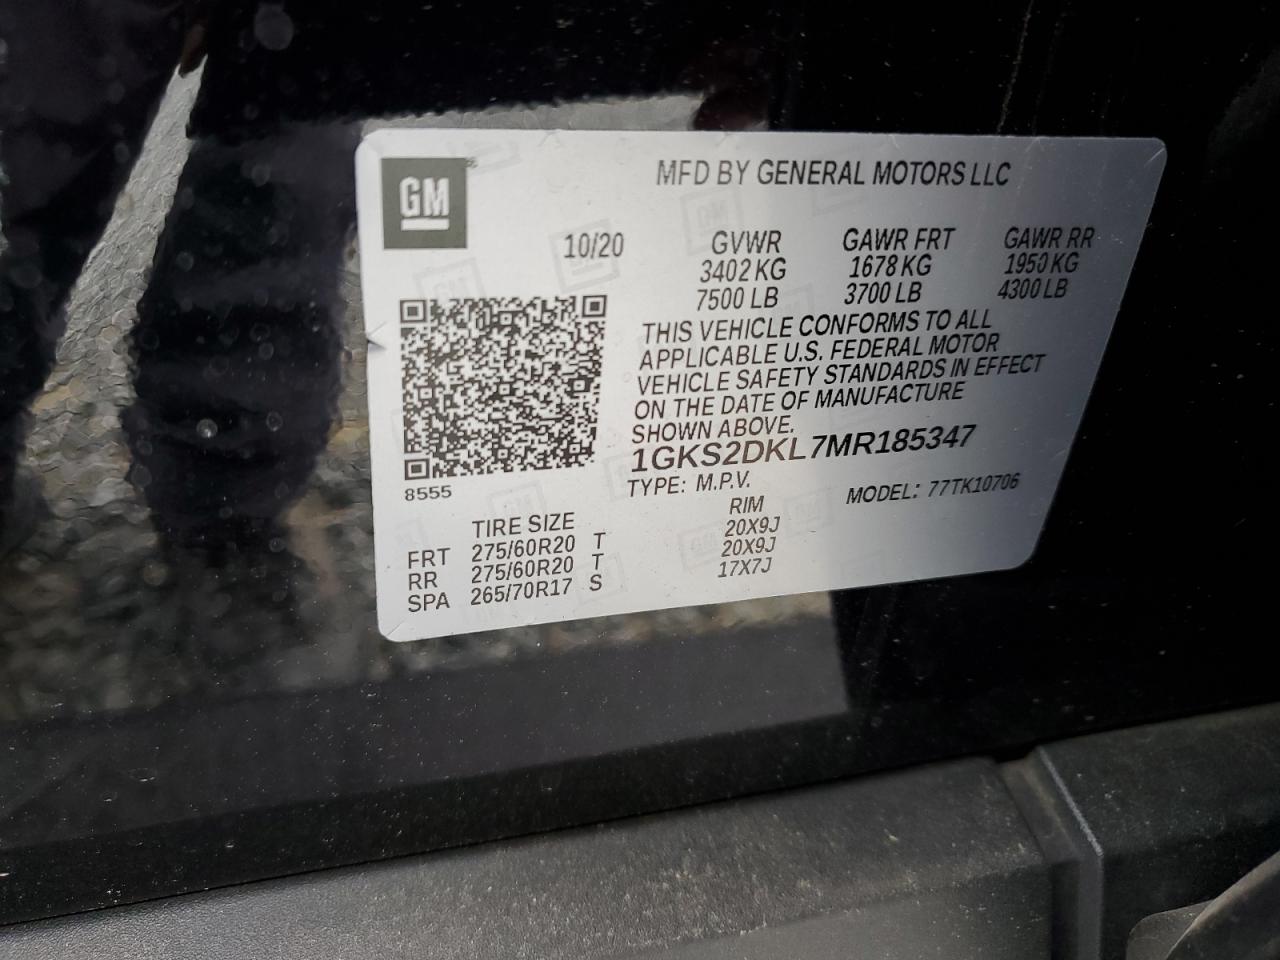 GM
MFD BY GENERAL MOTORS LLC
10/20 GVWR GAWR FRT GAWR RR
3402 KG 1678 KG 1950 KG
7500 LB 3700 LB 4300 LB
THIS VEHICLE CONFORMS TO ALL
APPLICABLE U.S. FEDERAL MOTOR
VEHICLE SAFETY STANDARDS IN EFFECT
ON THE DATE OF MANUFACTURE
SHOWN ABOVE.
1GKS2DKL7MR185347
TYPE: M.P.V. MODEL: 77TK10706
8555
TIRE SIZE RIM
FRT 275/60R20 T 20X9J
RR 275/60R20 T 20X9J
SPA 265/70R17 S 17X7J